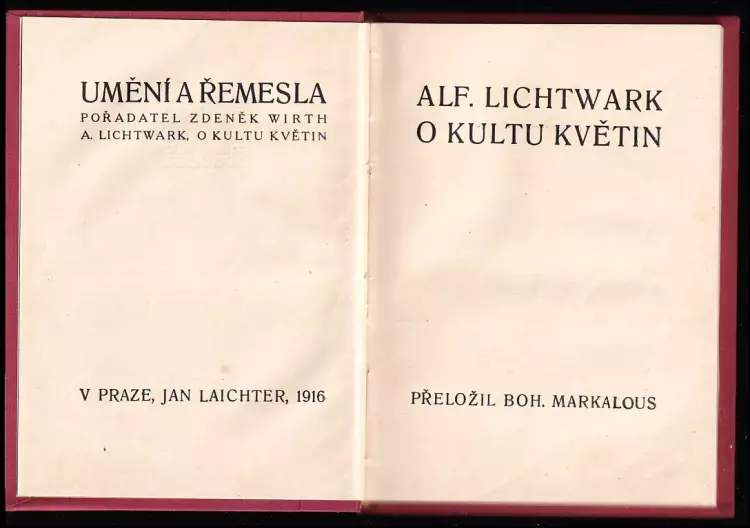 UMĚNÍ A ŘEMESLA
POŘADATEL ZDENĚK WIRTH
A. LICHTWARK, O KULTU KVĚTIN
V PRAZE, JAN LAICHTER, 1916
ALF. LICHTWARK
O KULTU KVĚTIN
PŘELOŽIL BOH. MARKALOUS